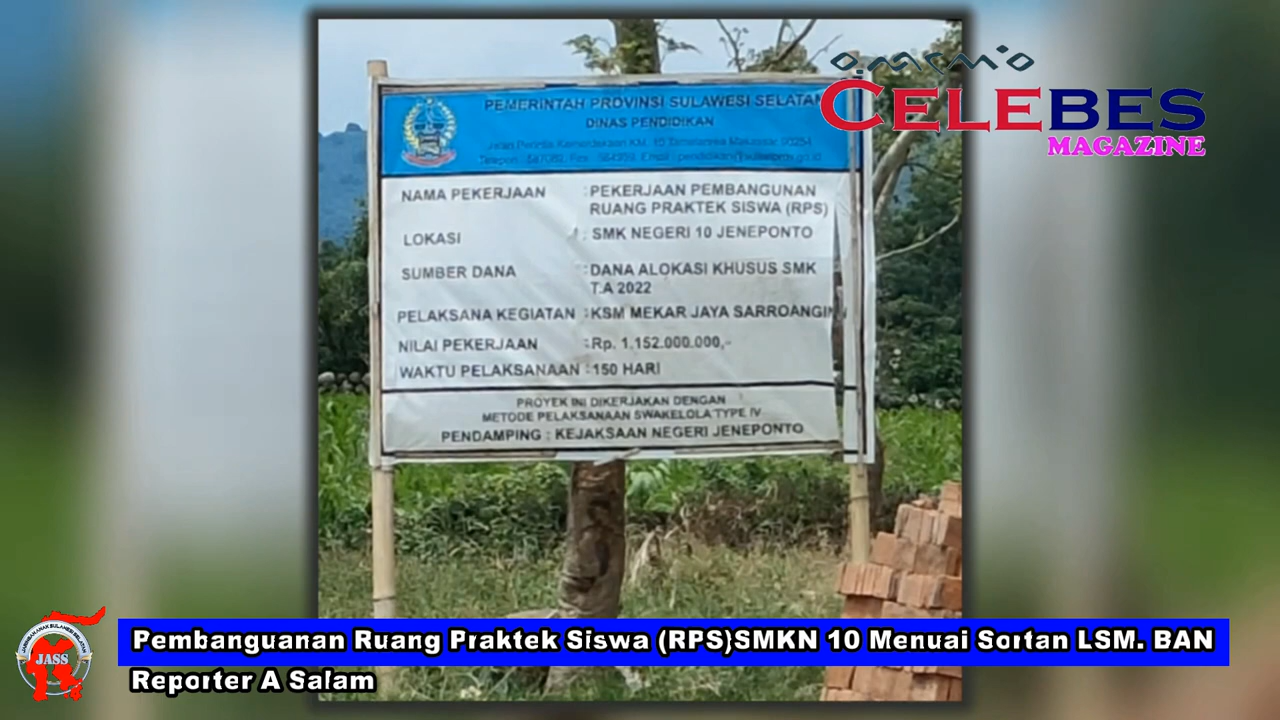 CELEBES
MAGAZINE
PEMERINTAH PROVINSI SULAWESI SELATAN
DINAS PENDIDIKAN
NAMA PEKERJAAN : PEKERJAAN PEMBANGUNAN
RUANG PRAKTEK SISWA (RPS)
LOKASI : SMK NEGERI 10 JENEPONTO
SUMBER DANA : DANA ALOKASI KHUSUS SMK
T.A 2022
PELAKSANA KEGIATAN : KSM MEKAR JAYA SARROANGIN
NILAI PEKERJAAN : Rp. 1.152.000.000,-
WAKTU PELAKSANAAN : 150 HARI
PROYEK INI DIKERJAKAN DENGAN
METODE PELAKSANAAN SWAKELOLA TYPE IV
PENDAMPING : KEJAKSAAN NEGERI JENEPONTO
JASS
Pembanguanan Ruang Praktek Siswa (RPS)SMKN 10 Menuai Sortan LSM. BAN
Reporter A Salam